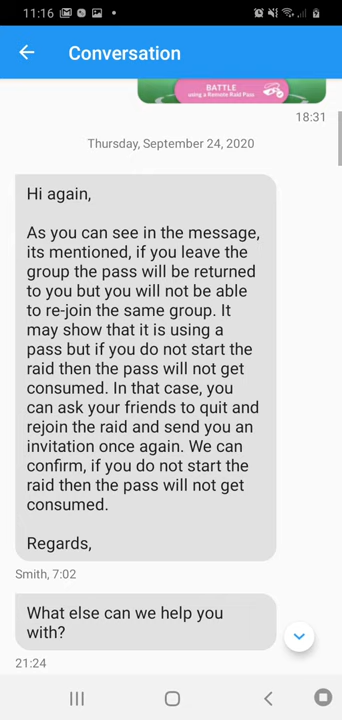 11:16
Conversation
BATTLE
using a Remote Raid Pass
18:31
Thursday, September 24, 2020
Hi again,
As you can see in the message,
its mentioned, if you leave the
group the pass will be returned
to you but you will not be able
to re-join the same group. It
may show that it is using a
pass but if you do not start the
raid then the pass will not get
consumed. In that case, you
can ask your friends to quit and
rejoin the raid and send you an
invitation once again. We can
confirm, if you do not start the
raid then the pass will not get
consumed.
Regards,
Smith, 7:02
What else can we help you
with?
21:24